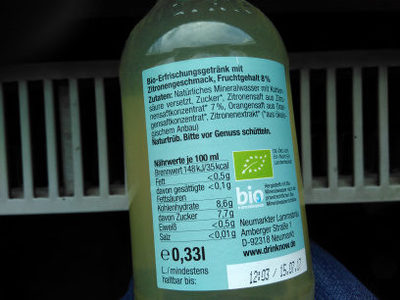 Bio-Erfrischungsgetränk mit
Zitronengeschmack, Fruchtgehalt 8%
Zutaten: Natürliches Mineralwasser mit Kohlen-
säure versetzt, Zucker*, Zitronensaft aus Zitro-
nensaftkonzentrat* 7%, Orangensaft aus Orangen-
saftkonzentrat*, Zitronenextrakt* (*aus ökolo-
gischem Anbau)
Naturtrüb. Bitte vor Genuss schütteln.
Nährwerte je 100 ml
Brennwert 148 kJ/35 kcal
Fett <0,5g
davon gesättigte <0,1g
Fettsäuren
Kohlenhydrate 8,6g
davon Zucker 7,7g
Eiweiß <0,5g
Salz <0,01g
bio
Neumarkter Lammsbräu
Amberger Straße 1
D-92318 Neumarkt
www.drinknow.de
e 0,33l
L./mindestens
haltbar bis:
12:03 / 15.07.17